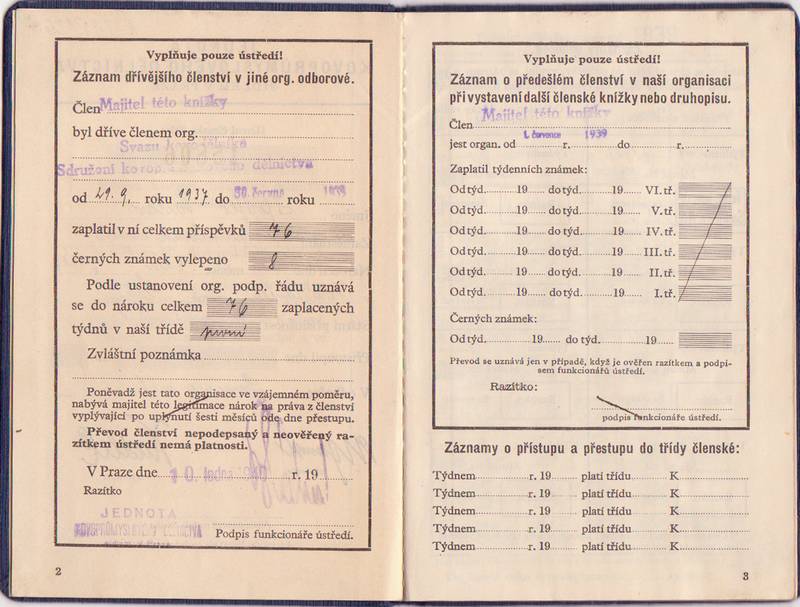 Vyplňuje pouze ústředí!
Záznam dřívějšího členství v jiné org. odborové.
Člen Majitel této knížky
byl dříve členem org.
Svazu
Sdružení dělnictva
od 29. 9. roku 1937 do 30. června roku 1939
zaplatil v ní celkem příspěvků 76
černých známek vylepeno 8
Podle ustanovení org. podp. řádu uznává
se do nároku celkem 76 zaplacených
týdnů v naší třídě první
Zvláštní poznámka
Poněvadž jest tato organisace ve vzájemném poměru,
nabývá majitel této legitimace nárok na práva z členství
vyplývající po uplynutí šesti měsíců ode dne přestupu.
Převod členství nepodepsaný a neověřený ra-
zítkem ústředí nemá platnosti.
V Praze dne 10. ledna 1940 r. 19
Razítko
JEDNOTA
Podpis funkcionáře ústředí.
2
Vyplňuje pouze ústředí!
Záznam o předešlém členství v naší organisaci
při vystavení další členské knížky nebo druhopisu.
Člen Majitel této knížky
jest organ. od 1. července r. 1939 do r.
Zaplatil týdenních známek:
Od týd. 19 do týd. 19 VI. tř.
Od týd. 19 do týd. 19 V. tř.
Od týd. 19 do týd. 19 IV. tř.
Od týd. 19 do týd. 19 III. tř.
Od týd. 19 do týd. 19 II. tř.
Od týd. 19 do týd. 19 I. tř.
Černých známek:
Od týd. 19 do týd. 19
Převod se uznává jen v případě, když je ověřen razítkem a podpi-
sem funkcionářů ústředí.
Razítko:
podpis funkcionáře ústředí.
Záznamy o přístupu a přestupu do třídy členské:
Týdnem r. 19 platí třídu K
Týdnem r. 19 platí třídu K
Týdnem r. 19 platí třídu K
Týdnem r. 19 platí třídu K
Týdnem r. 19 platí třídu K
3